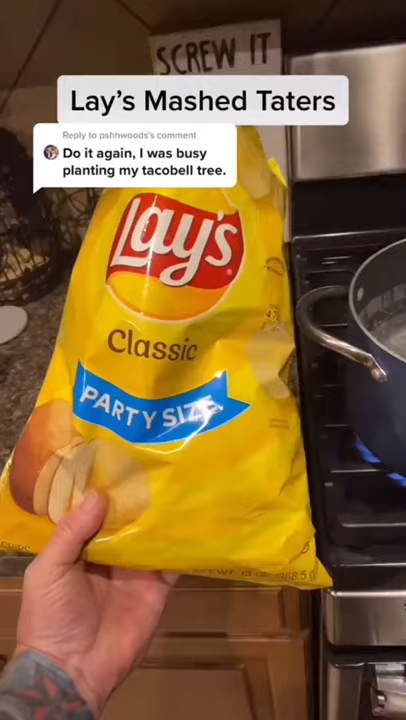 SCREW IT
Lay's Mashed Taters
Reply to pshhwoods's comment
Do it again, I was busy
planting my tacobell tree.
Lay's
Classic
PARTY SIZE